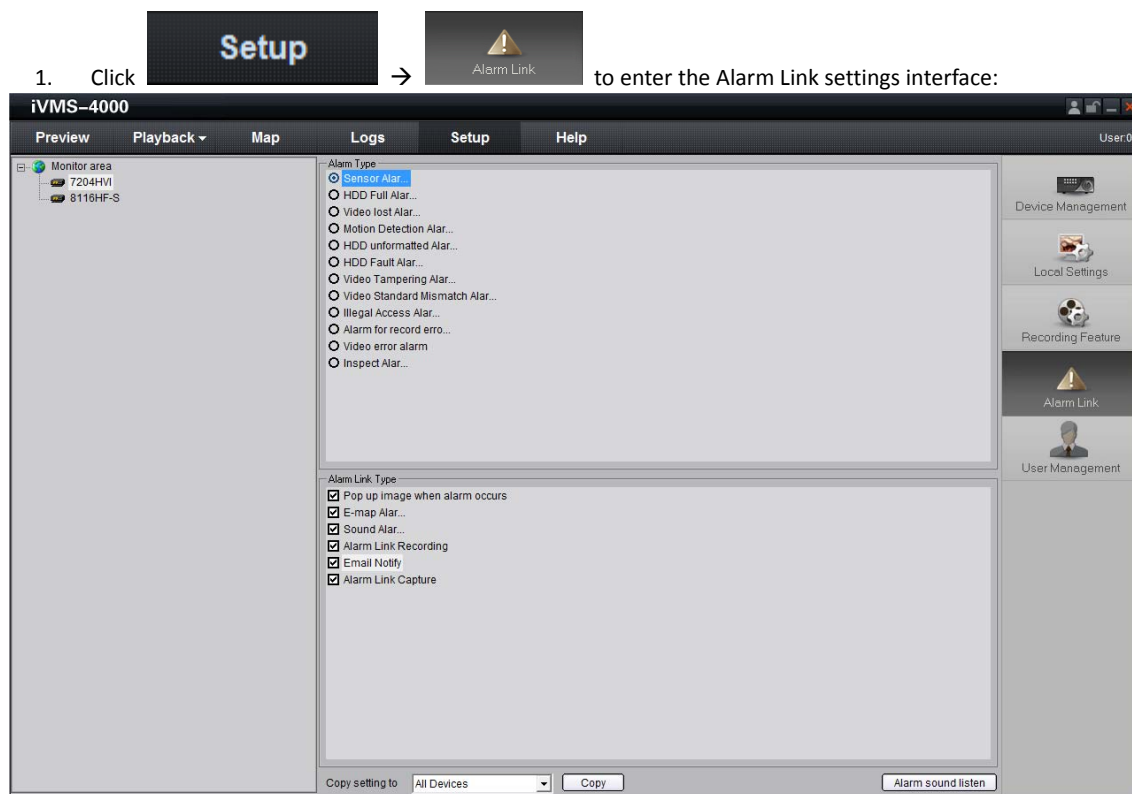 1. Click Setup → Alarm Link to enter the Alarm Link settings interface:
iVMS-4000
Preview Playback Map Logs Setup Help User:0
Monitor area
7204HVI
8116HF-S
Alarm Type
Sensor Alar...
HDD Full Alar...
Video lost Alar...
Motion Detection Alar...
HDD unformatted Alar...
HDD Fault Alar...
Video Tampering Alar...
Video Standard Mismatch Alar...
Illegal Access Alar...
Alarm for record erro...
Video error alarm
Inspect Alar...
Alarm Link Type
Pop up image when alarm occurs
E-map Alar...
Sound Alar...
Alarm Link Recording
Email Notify
Alarm Link Capture
Copy setting to All Devices Copy Alarm sound listen
Device Management
Local Settings
Recording Feature
Alarm Link
User Management